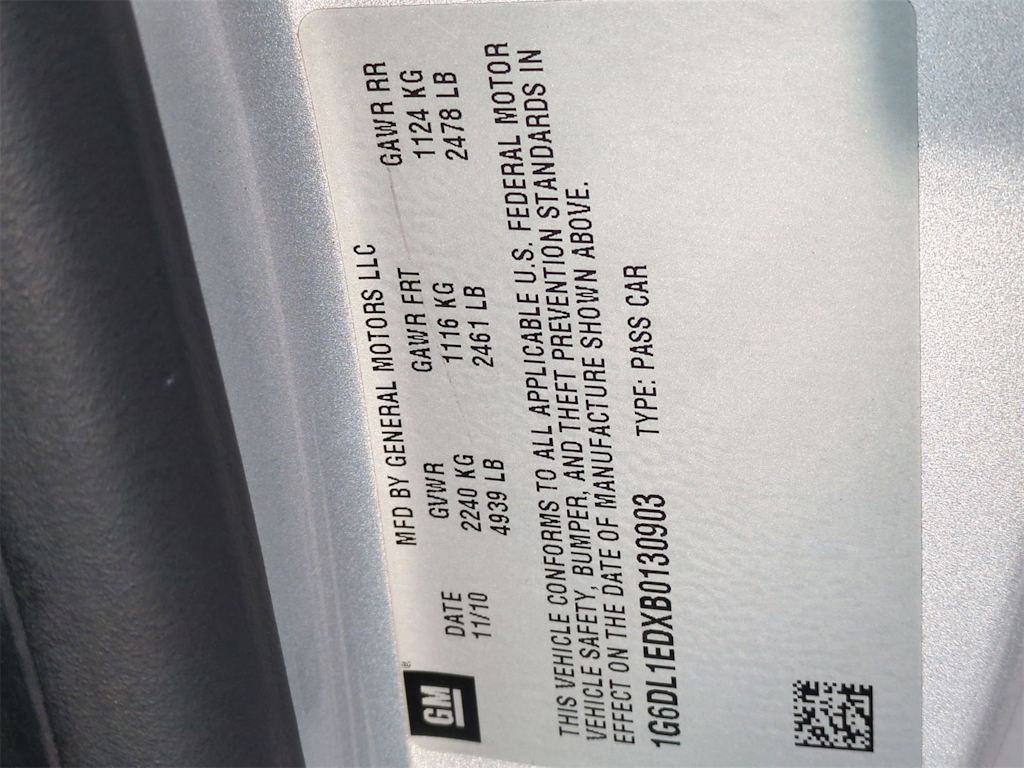 GM®
MFD BY GENERAL MOTORS LLC
DATE GVWR GAWR FRT GAWR RR
11/10 2240 KG 1116 KG 1124 KG
4939 LB 2461 LB 2478 LB
THIS VEHICLE CONFORMS TO ALL APPLICABLE U.S. FEDERAL MOTOR
VEHICLE SAFETY, BUMPER, AND THEFT PREVENTION STANDARDS IN
EFFECT ON THE DATE OF MANUFACTURE SHOWN ABOVE.
1G6DL1EDXB0130903 TYPE: PASS CAR